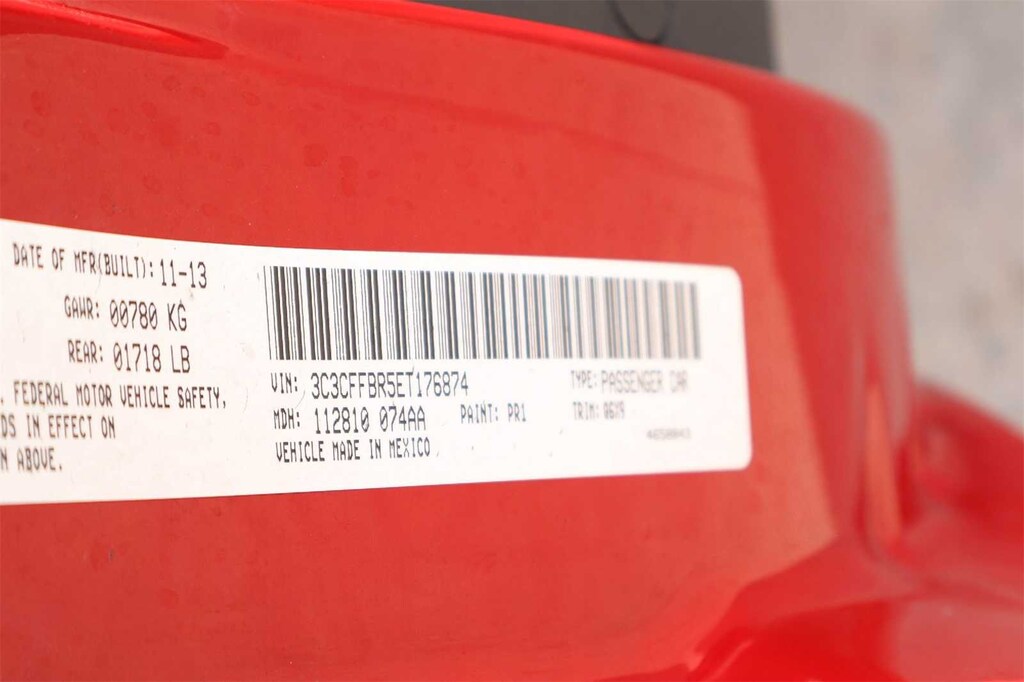 DATE OF MFR(BUILT): 11-13
GAWR: 00780 KG
REAR: 01718 LB
. FEDERAL MOTOR VEHICLE SAFETY,
DS IN EFFECT ON
N ABOVE.
VIN: 3C3CFFBR5ET176874
TYPE: PASSENGER CAR
MDH: 112810 074AA
PAINT: PR1
TRIM:
VEHICLE MADE IN MEXICO